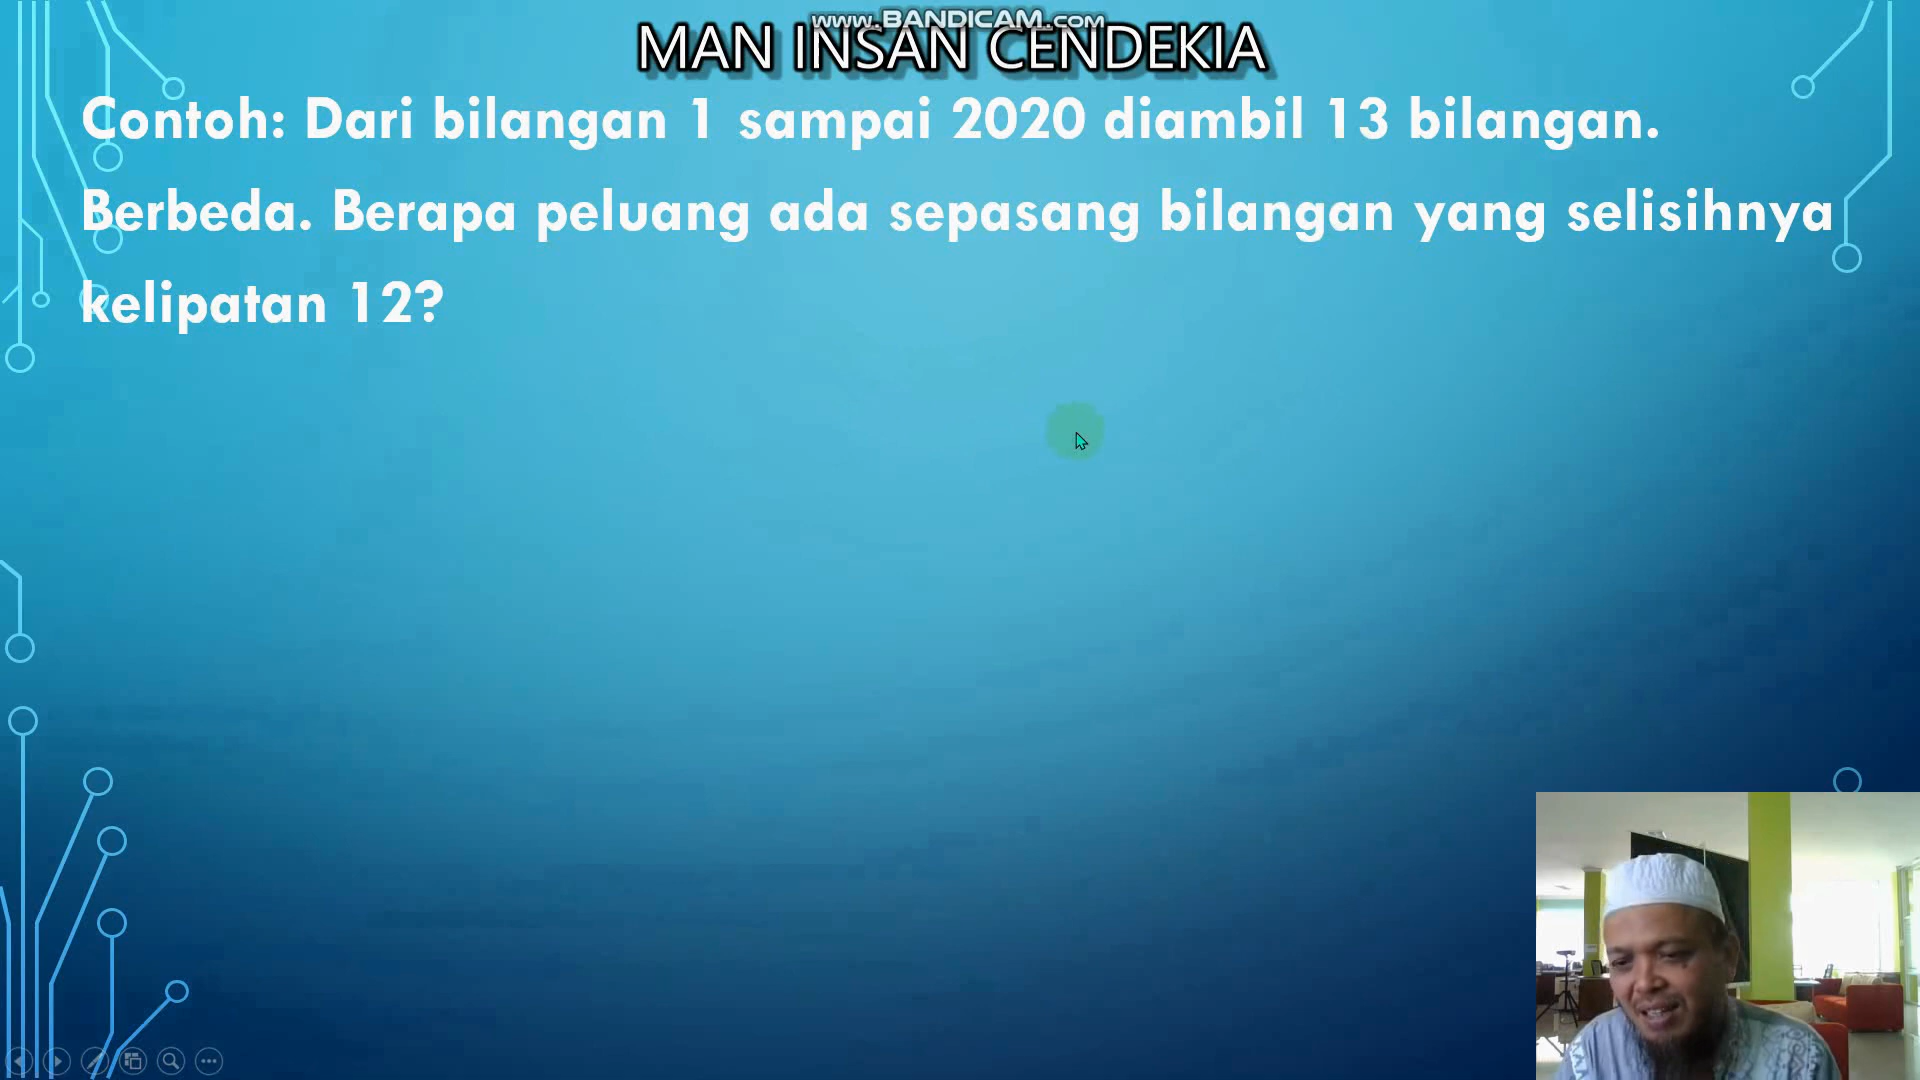 www.BANDICAM.com
MAN INSAN CENDEKIA
Contoh: Dari bilangan 1 sampai 2020 diambil 13 bilangan.
Berbeda. Berapa peluang ada sepasang bilangan yang selisihnya
kelipatan 12?